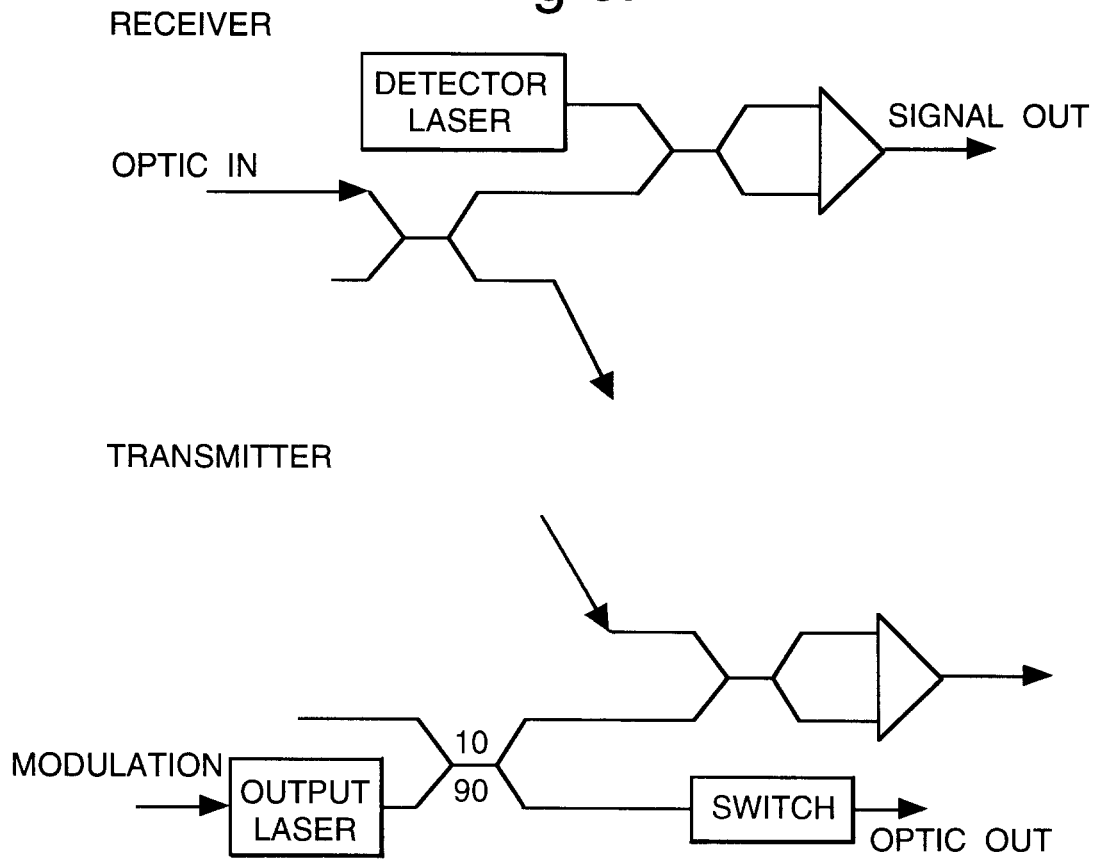 RECEIVER
DETECTOR
LASER
SIGNAL OUT
OPTIC IN
TRANSMITTER
10
MODULATION
90
OUTPUT
LASER
SWITCH
OPTIC OUT